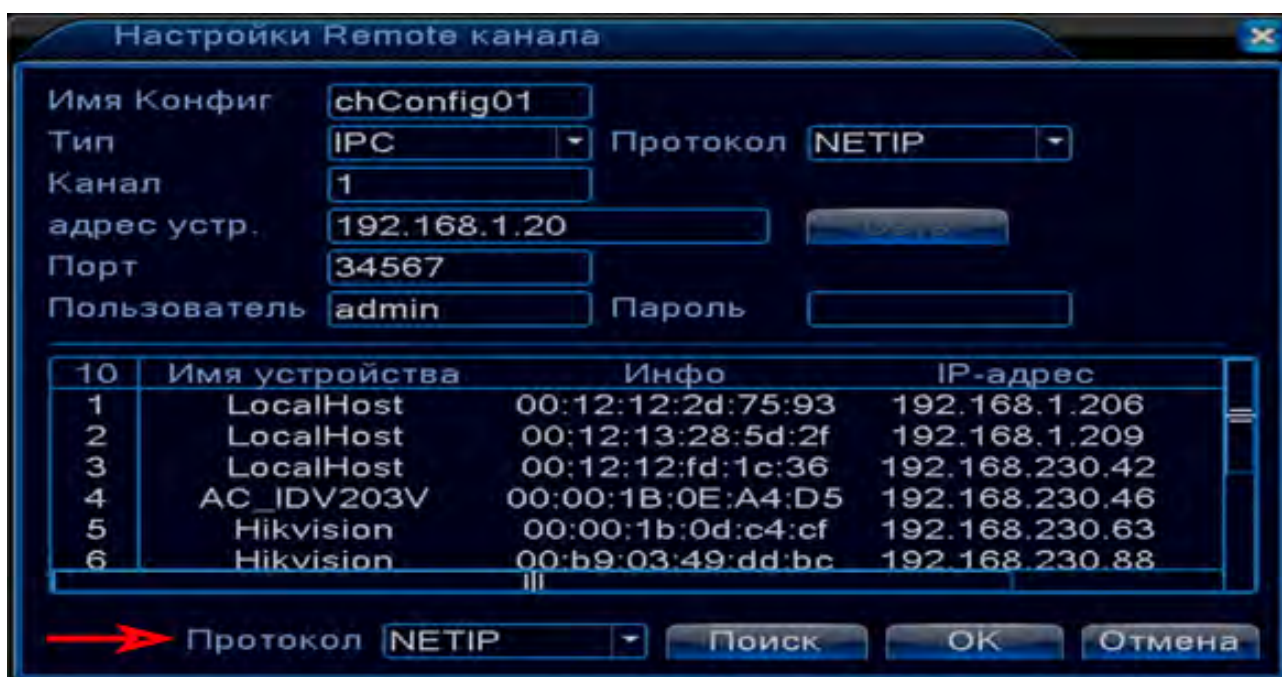 Настройки Remote канала
Имя Конфиг chConfig01
Тип IPC Протокол NETIP
Канал 1
адрес устр. 192.168.1.20
Порт 34567
Пользователь admin Пароль
10 Имя устройства Инфо IP-адрес
1 LocalHost 00:12:12:2d:75:93 192.168.1.206
2 LocalHost 00:12:13:28:5d:2f 192.168.1.209
3 LocalHost 00:12:12:fd:1c:36 192.168.230.42
4 AC_IDV203V 00:00:1B:0E:A4:D5 192.168.230.46
5 Hikvision 00:00:1b:0d:c4:cf 192.168.230.63
6 Hikvision 00:b9:03:49:dd:bc 192.168.230.88
Протокол NETIP Поиск OK Отмена